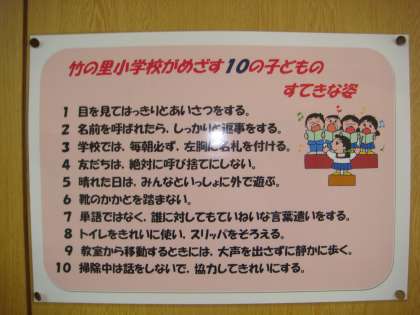 竹の里小学校がめざす10の子どもの
すてきな姿
1 目を見てはっきりとあいさつをする。
2 名前を呼ばれたら、しっかりと返事をする。
3 学校では、毎朝必ず、左胸に名札を付ける。
4 友だちは、絶対に呼び捨てにしない。
5 晴れた日は、みんなといっしょに外で遊ぶ。
6 靴のかかとを踏まない。
7 単語ではなく、誰に対してもていねいな言葉遣いをする。
8 トイレをきれいに使い、スリッパをそろえる。
9 教室から移動するときには、大声を出さずに静かに歩く。
10 掃除中は話をしないで、協力してきれいにする。